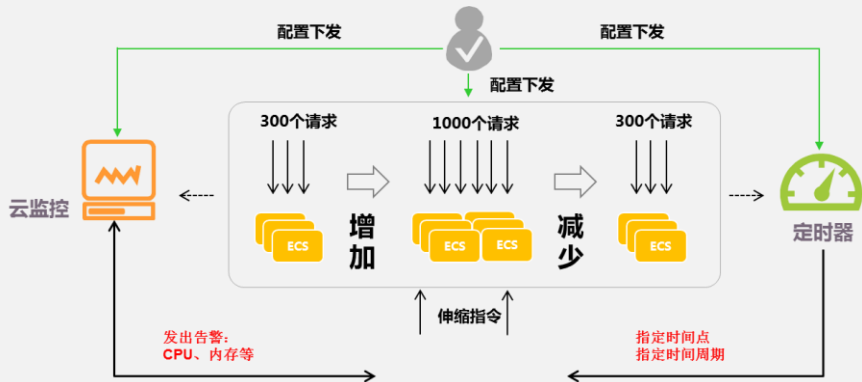 配置下发
配置下发
配置下发
300个请求
1000个请求
300个请求
云监控
ECS
增加
ECS
ECS
减少
ECS
定时器
伸缩指令
发出告警：
CPU、内存等
指定时间点
指定时间周期